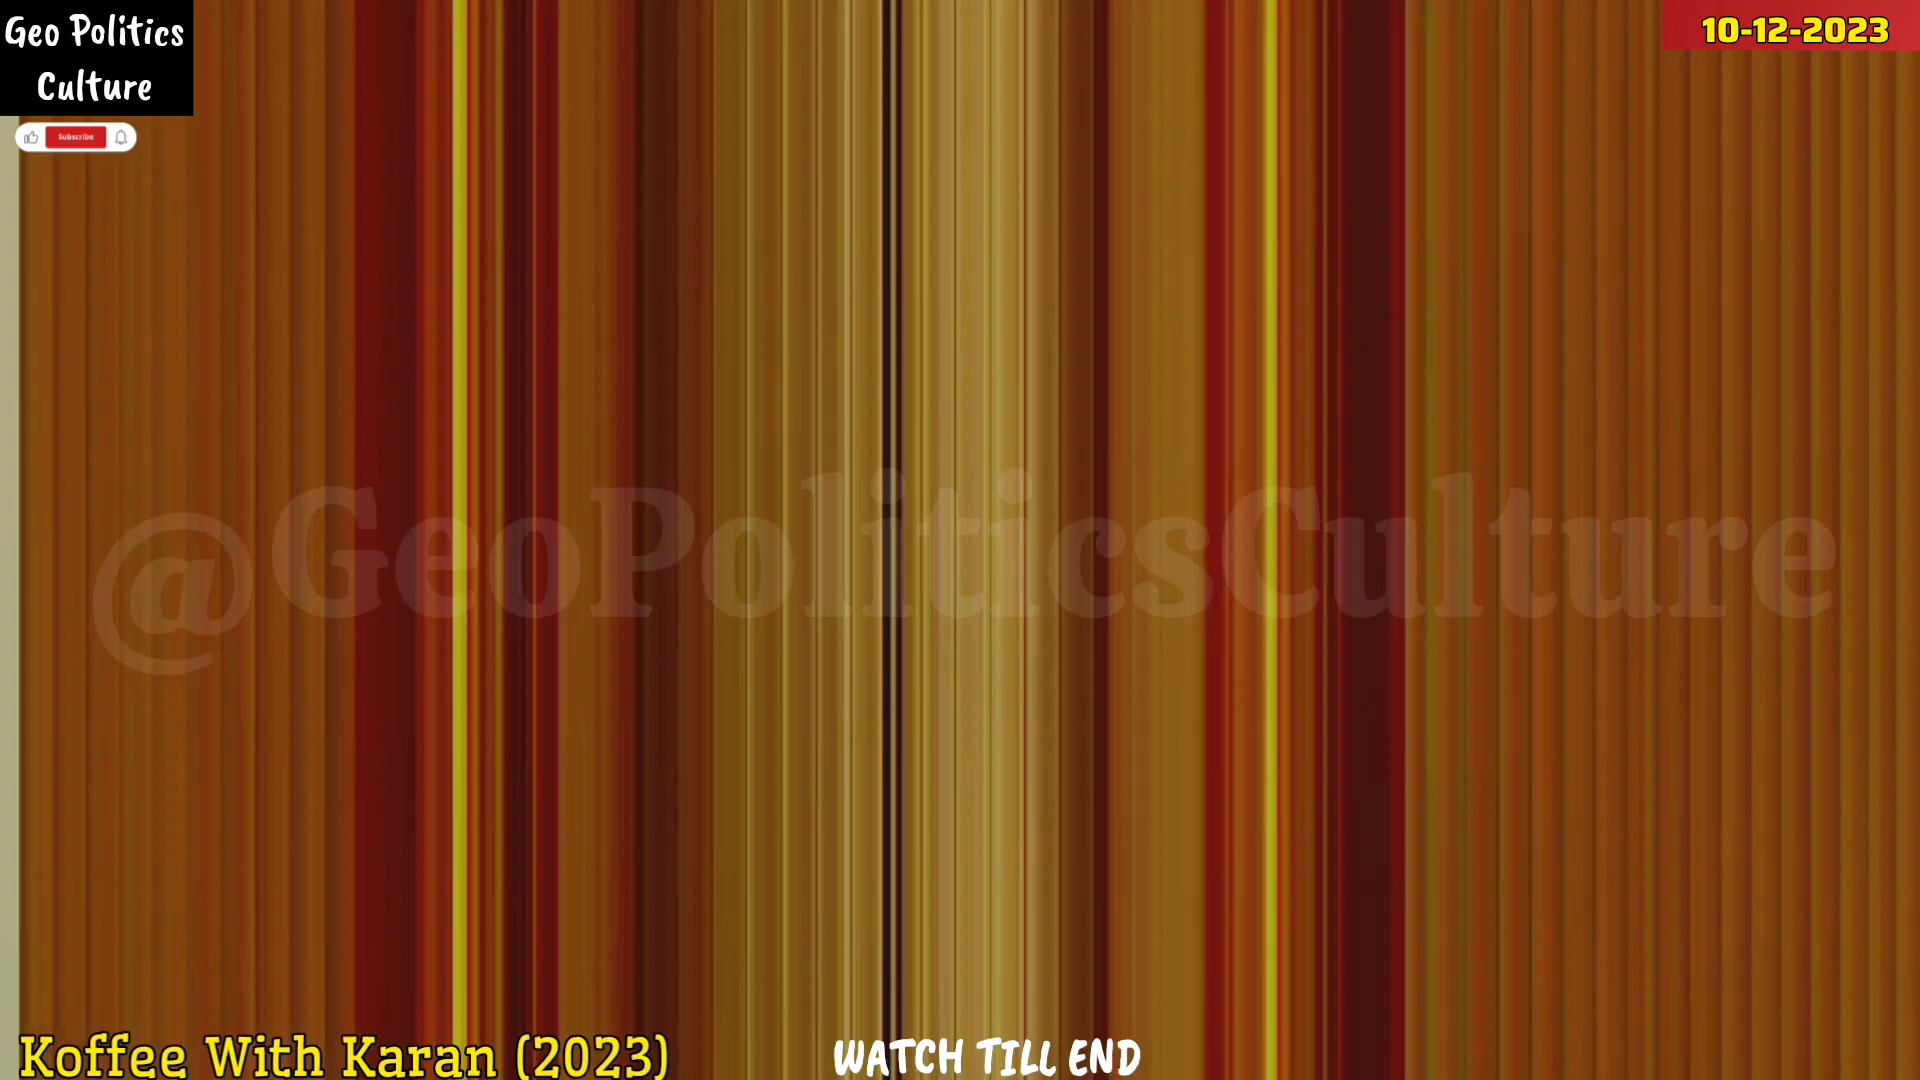 Geo Politics
Culture
10-12-2023
Subscribe
@GeoPoliticsCulture
Koffee With Karan (2023)
WATCH TILL END